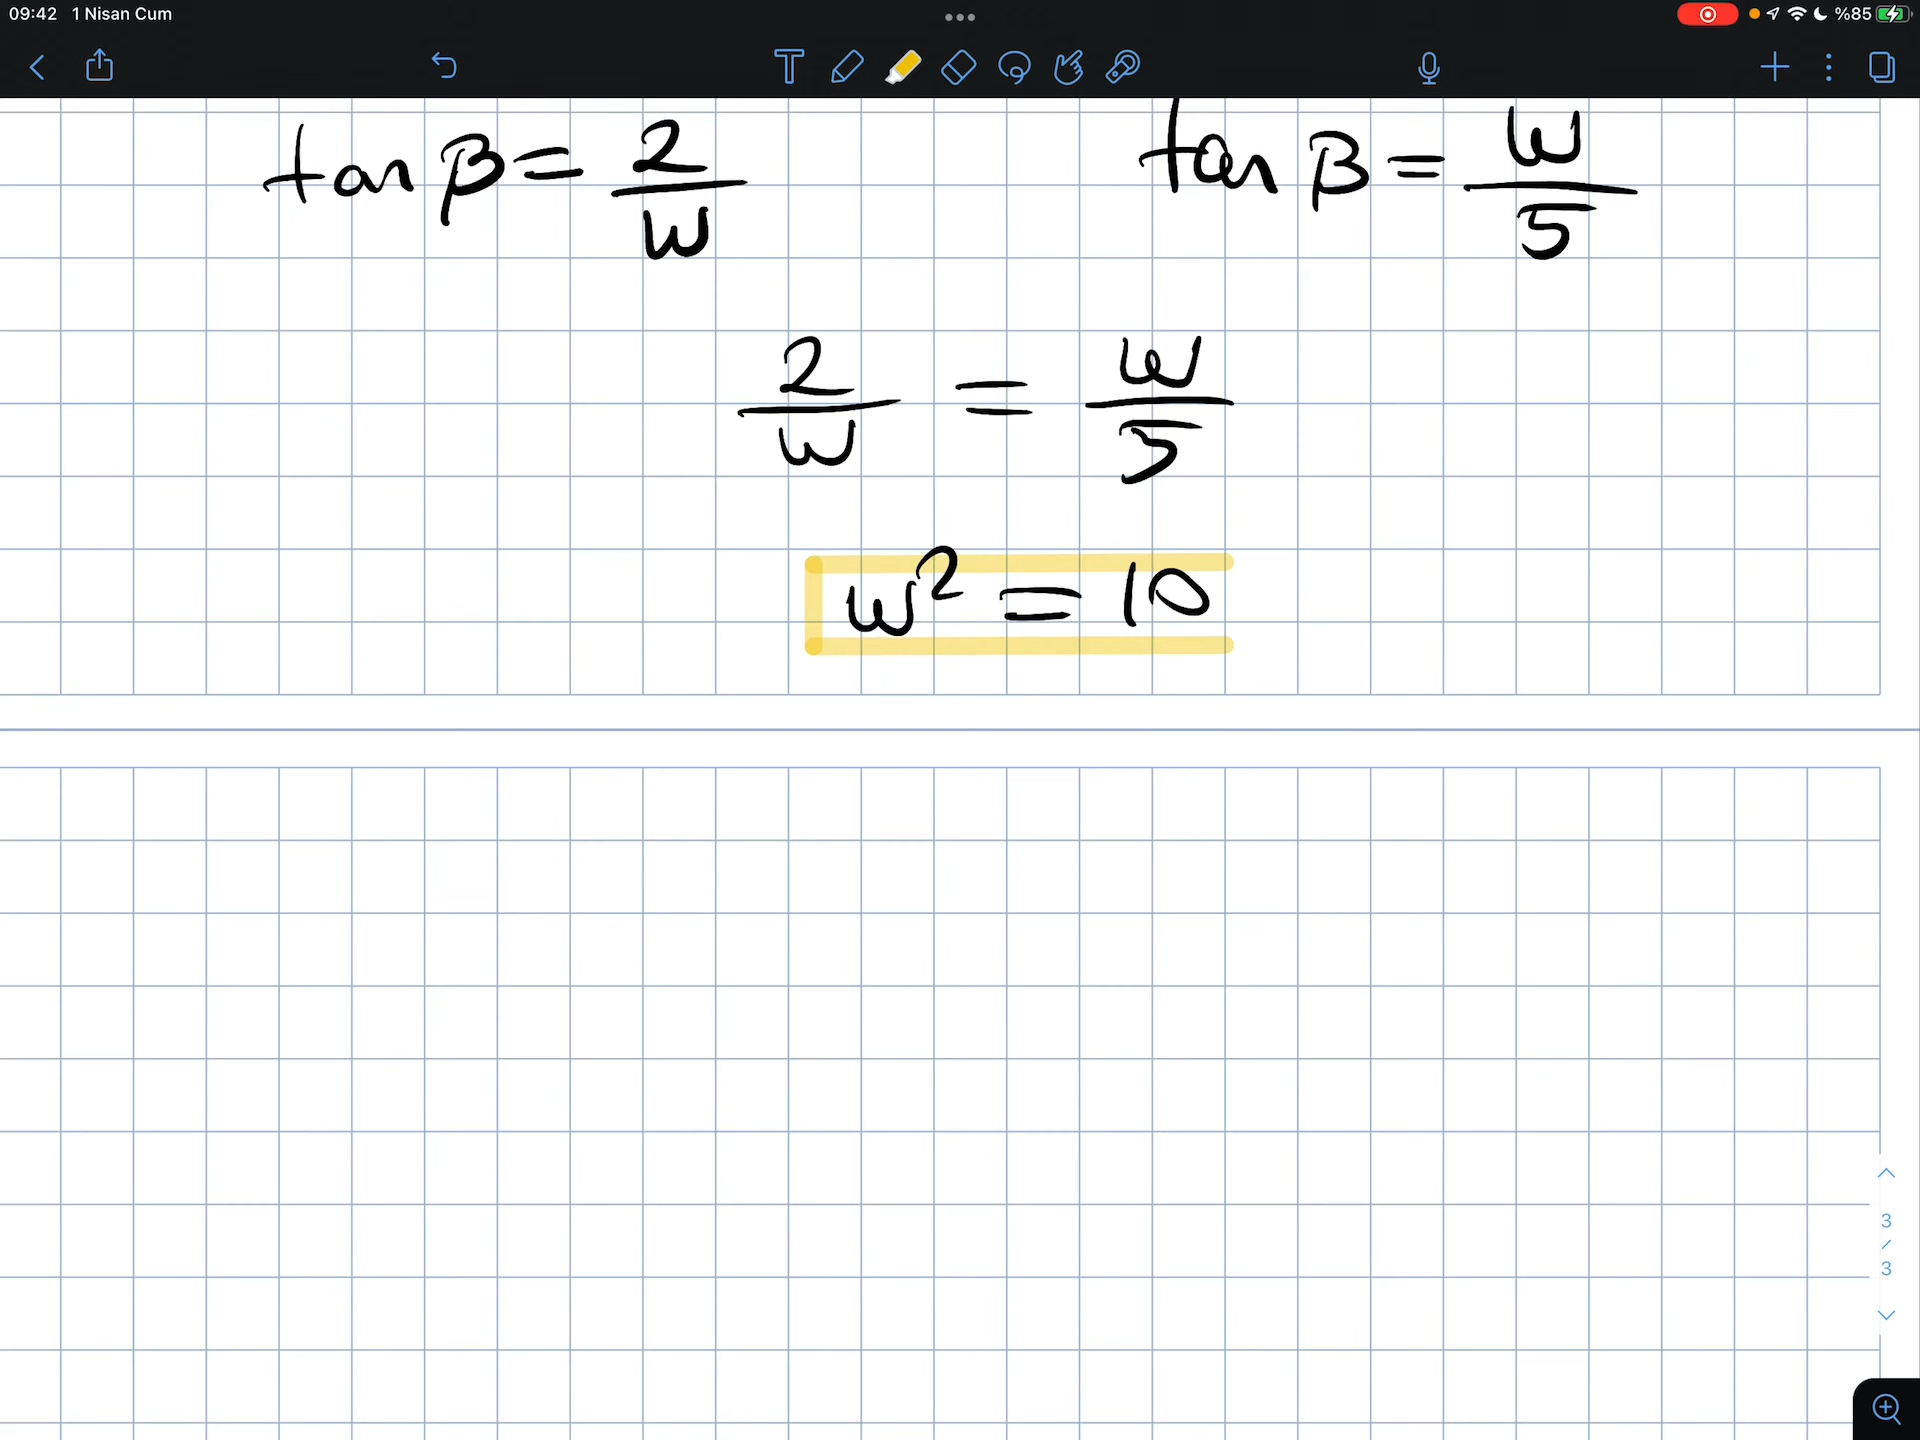 09:42 1 Nisan Cum %85
tan β = 2/w tan β = w/5
2/w = w/5
w² = 10
3
/
3